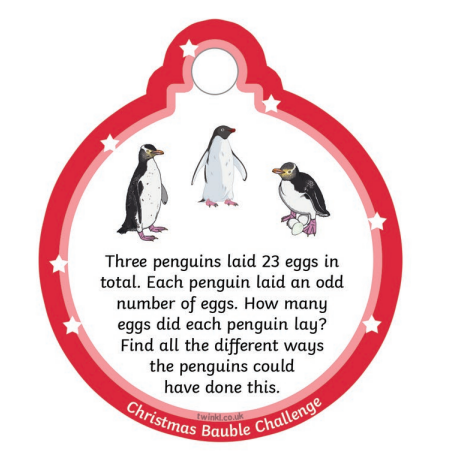 Three penguins laid 23 eggs in
total. Each penguin laid an odd
number of eggs. How many
eggs did each penguin lay?
Find all the different ways
the penguins could
have done this.
twinkl.co.uk
Christmas Bauble Challenge